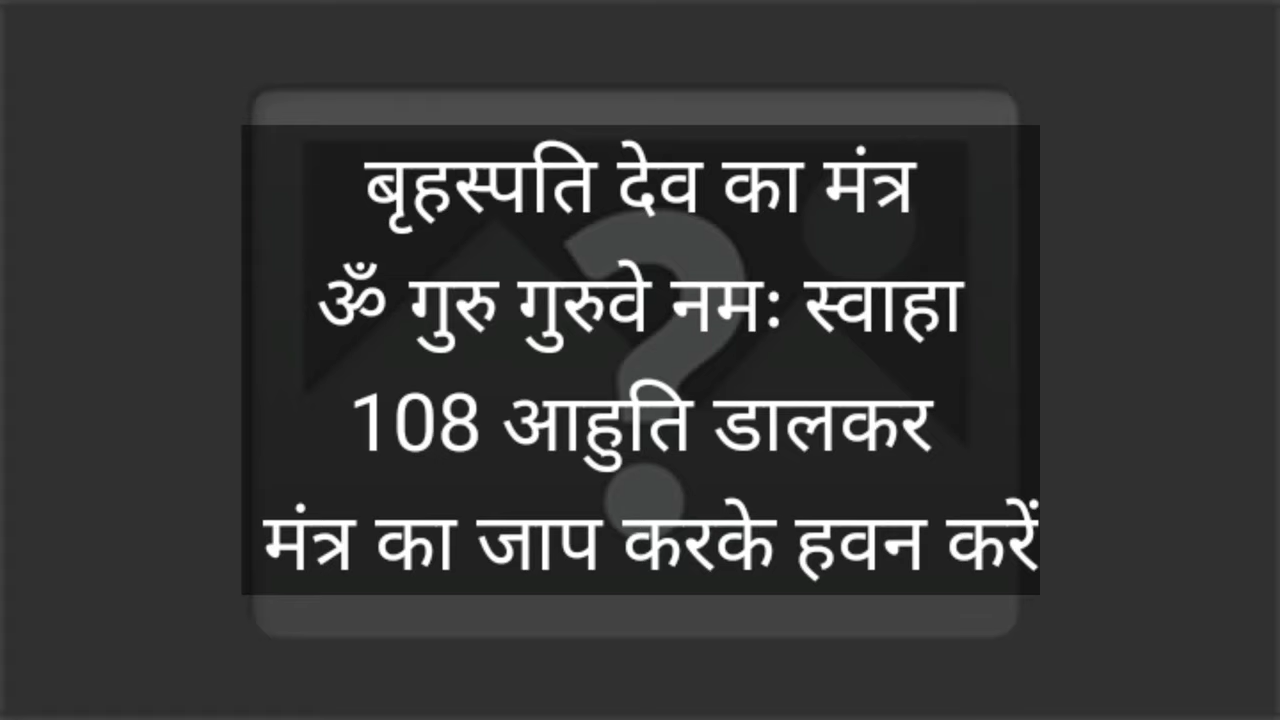 बृहस्पति देव का मंत्र
ॐ गुरु गुरुवे नमः स्वाहा
108 आहुति डालकर
मंत्र का जाप करके हवन करें